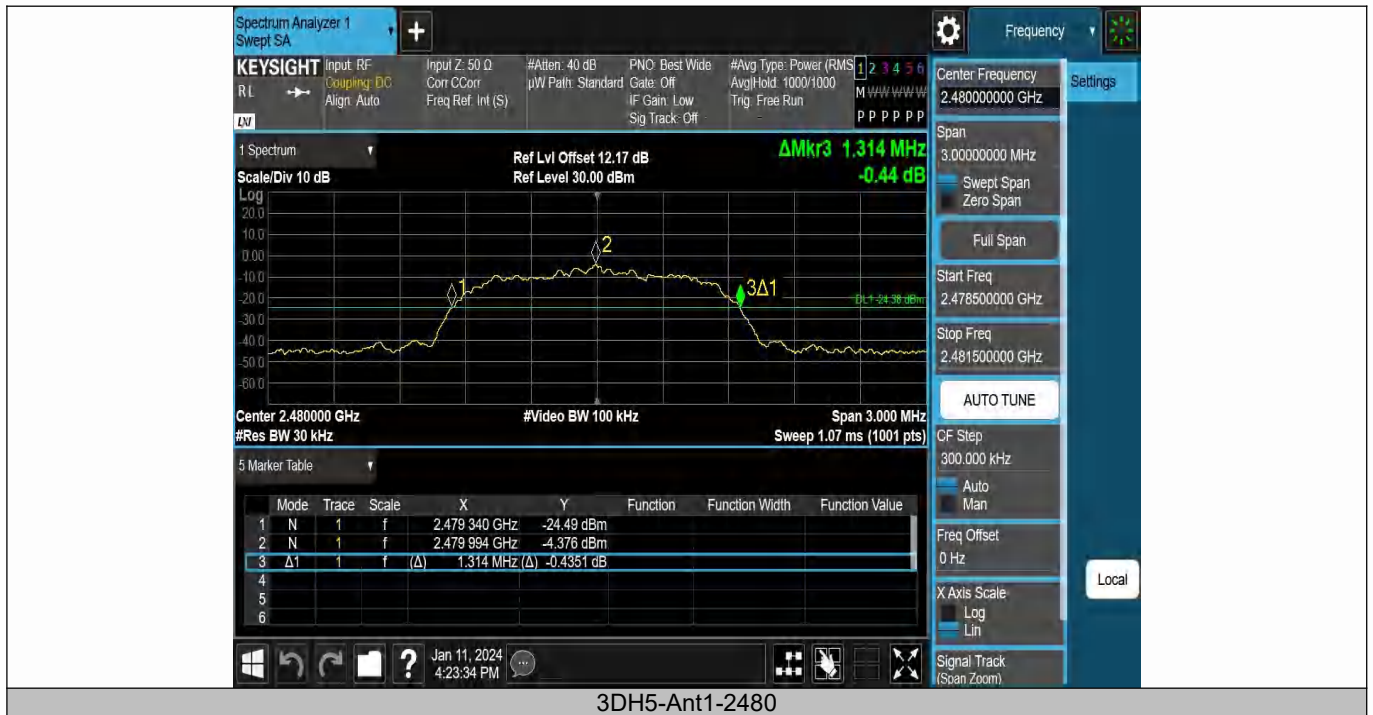 Spectrum Analyzer 1
Swept SA
Frequency
KEYSIGHT
RL
LXI
Input: RF
Coupling: DC
Align: Auto
Input Z: 50 Ω
Corr CCorr
Freq Ref: Int (S)
#Atten: 40 dB
µW Path: Standard
PNO: Best Wide
Gate: Off
IF Gain: Low
Sig Track: Off
#Avg Type: Power (RMS
Avg|Hold: 1000/1000
Trig: Free Run
1 2 3 4 5 6
M W W W W W
P P P P P P
1 Spectrum
Scale/Div 10 dB
Ref Lvl Offset 12.17 dB
Ref Level 30.00 dBm
ΔMkr3 1.314 MHz
-0.44 dB
Log
20.0
10.0
0.00
-10.0
-20.0
-30.0
-40.0
-50.0
-60.0
1
2
3Δ1
DL1 -24.38 dBm
Center 2.480000 GHz
#Video BW 100 kHz
Span 3.000 MHz
#Res BW 30 kHz
Sweep 1.07 ms (1001 pts)
5 Marker Table
Mode Trace Scale X Y Function Function Width Function Value
1 N 1 f 2.479 340 GHz -24.49 dBm
2 N 1 f 2.479 994 GHz -4.376 dBm
3 Δ1 1 f (Δ) 1.314 MHz (Δ) -0.4351 dB
4
5
6
?
Jan 11, 2024
4:23:34 PM
Center Frequency
2.480000000 GHz
Settings
Span
3.00000000 MHz
Swept Span
Zero Span
Full Span
Start Freq
2.478500000 GHz
Stop Freq
2.481500000 GHz
AUTO TUNE
CF Step
300.000 kHz
Auto
Man
Freq Offset
0 Hz
X Axis Scale
Log
Lin
Local
Signal Track
(Span Zoom)
3DH5-Ant1-2480